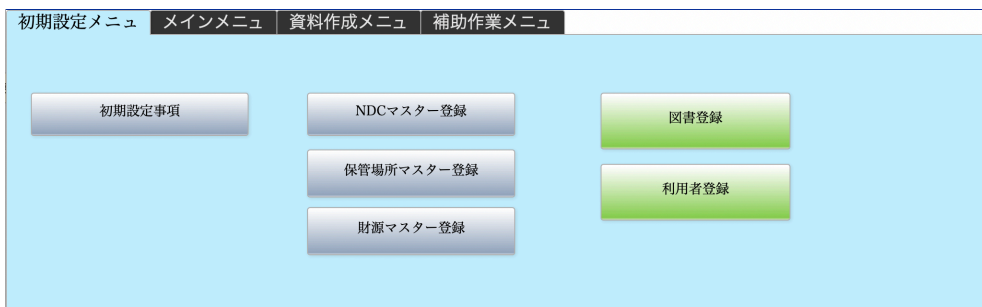 初期設定メニュ メインメニュ 資料作成メニュ 補助作業メニュ
初期設定事項 NDCマスター登録 図書登録
保管場所マスター登録 利用者登録
財源マスター登録